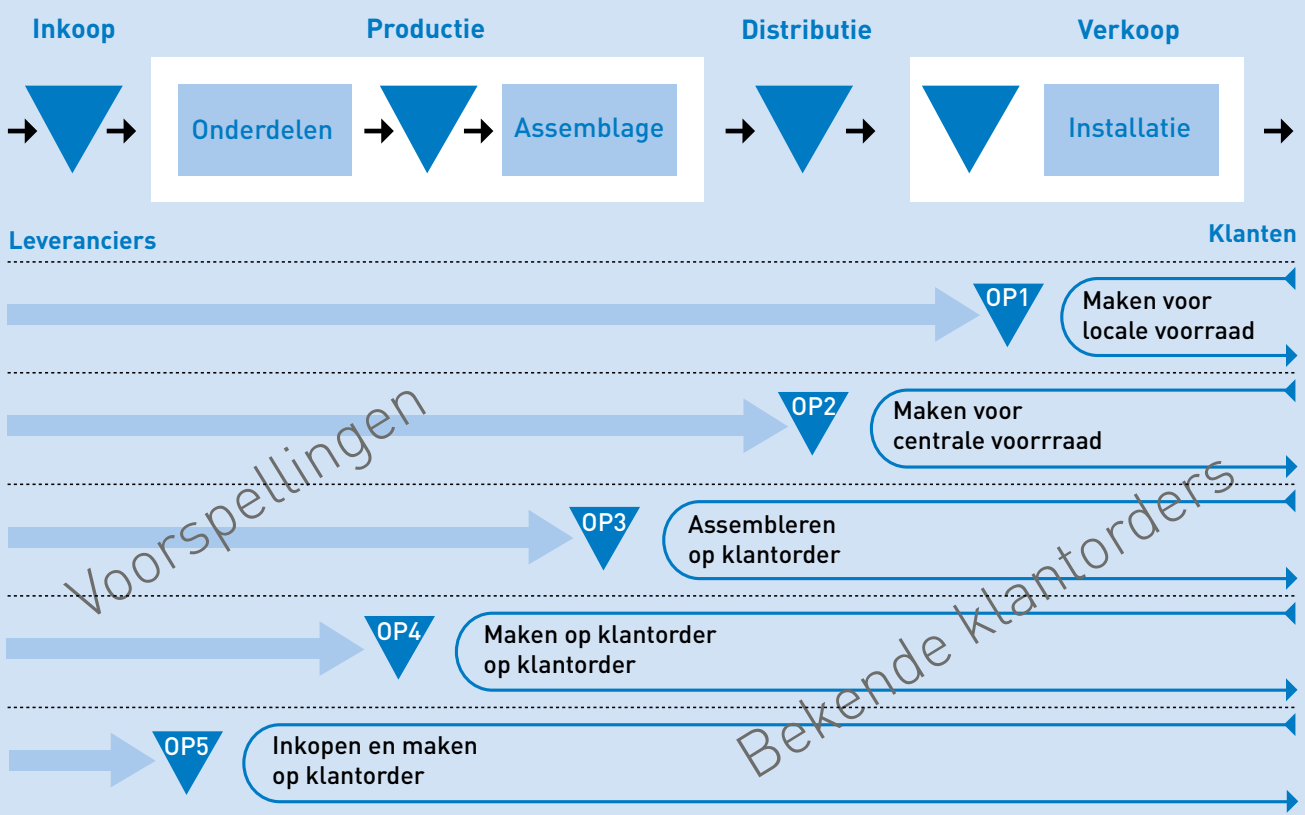 Inkoop
Productie
Distributie
Verkoop
Onderdelen
Assemblage
Installatie
Leveranciers
Klanten
OP1
Maken voor
locale voorraad
OP2
Maken voor
centrale voorrraad
OP3
Assembleren
op klantorder
OP4
Maken op klantorder
op klantorder
OP5
Inkopen en maken
op klantorder
Voorspellingen
Bekende klantorders